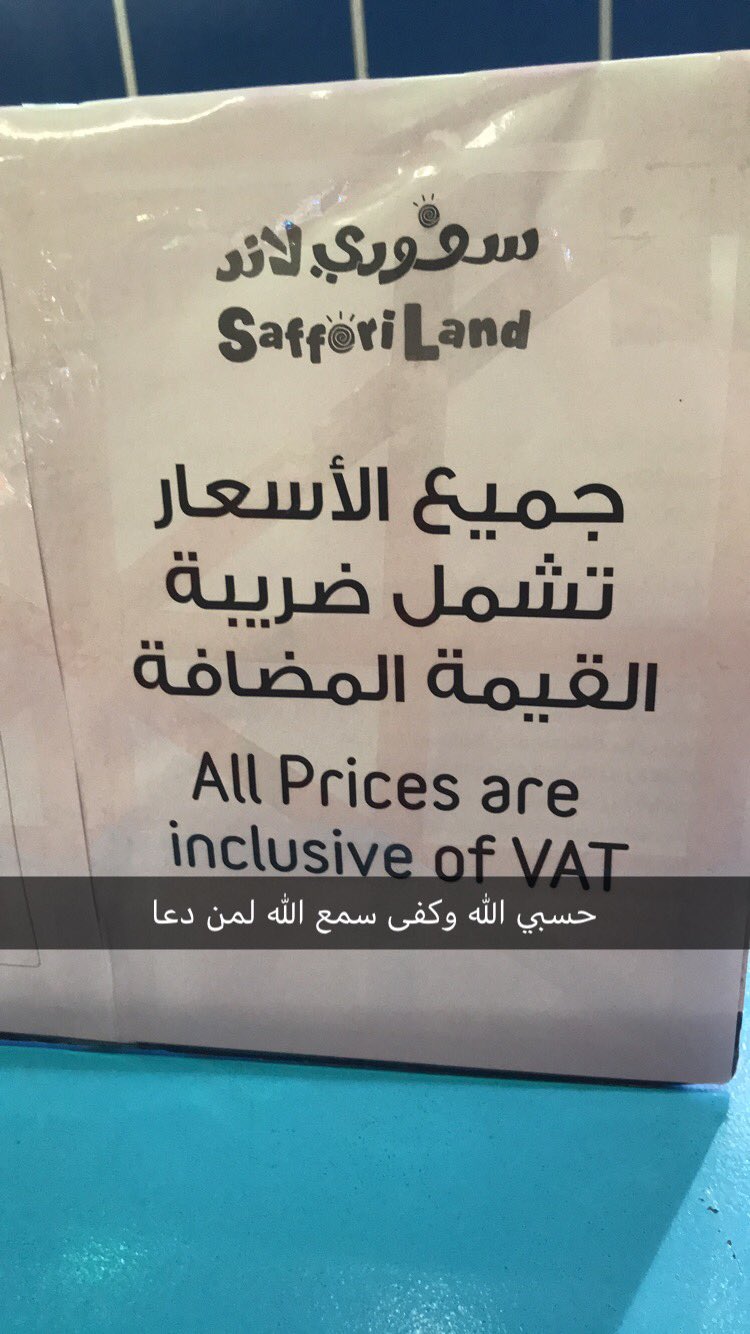 سفوري لاند
Saffori Land
جميع الأسعار
تشمل ضريبة
القيمة المضافة
All Prices are
inclusive of VAT
حسبي الله وكفى سمع الله لمن دعا